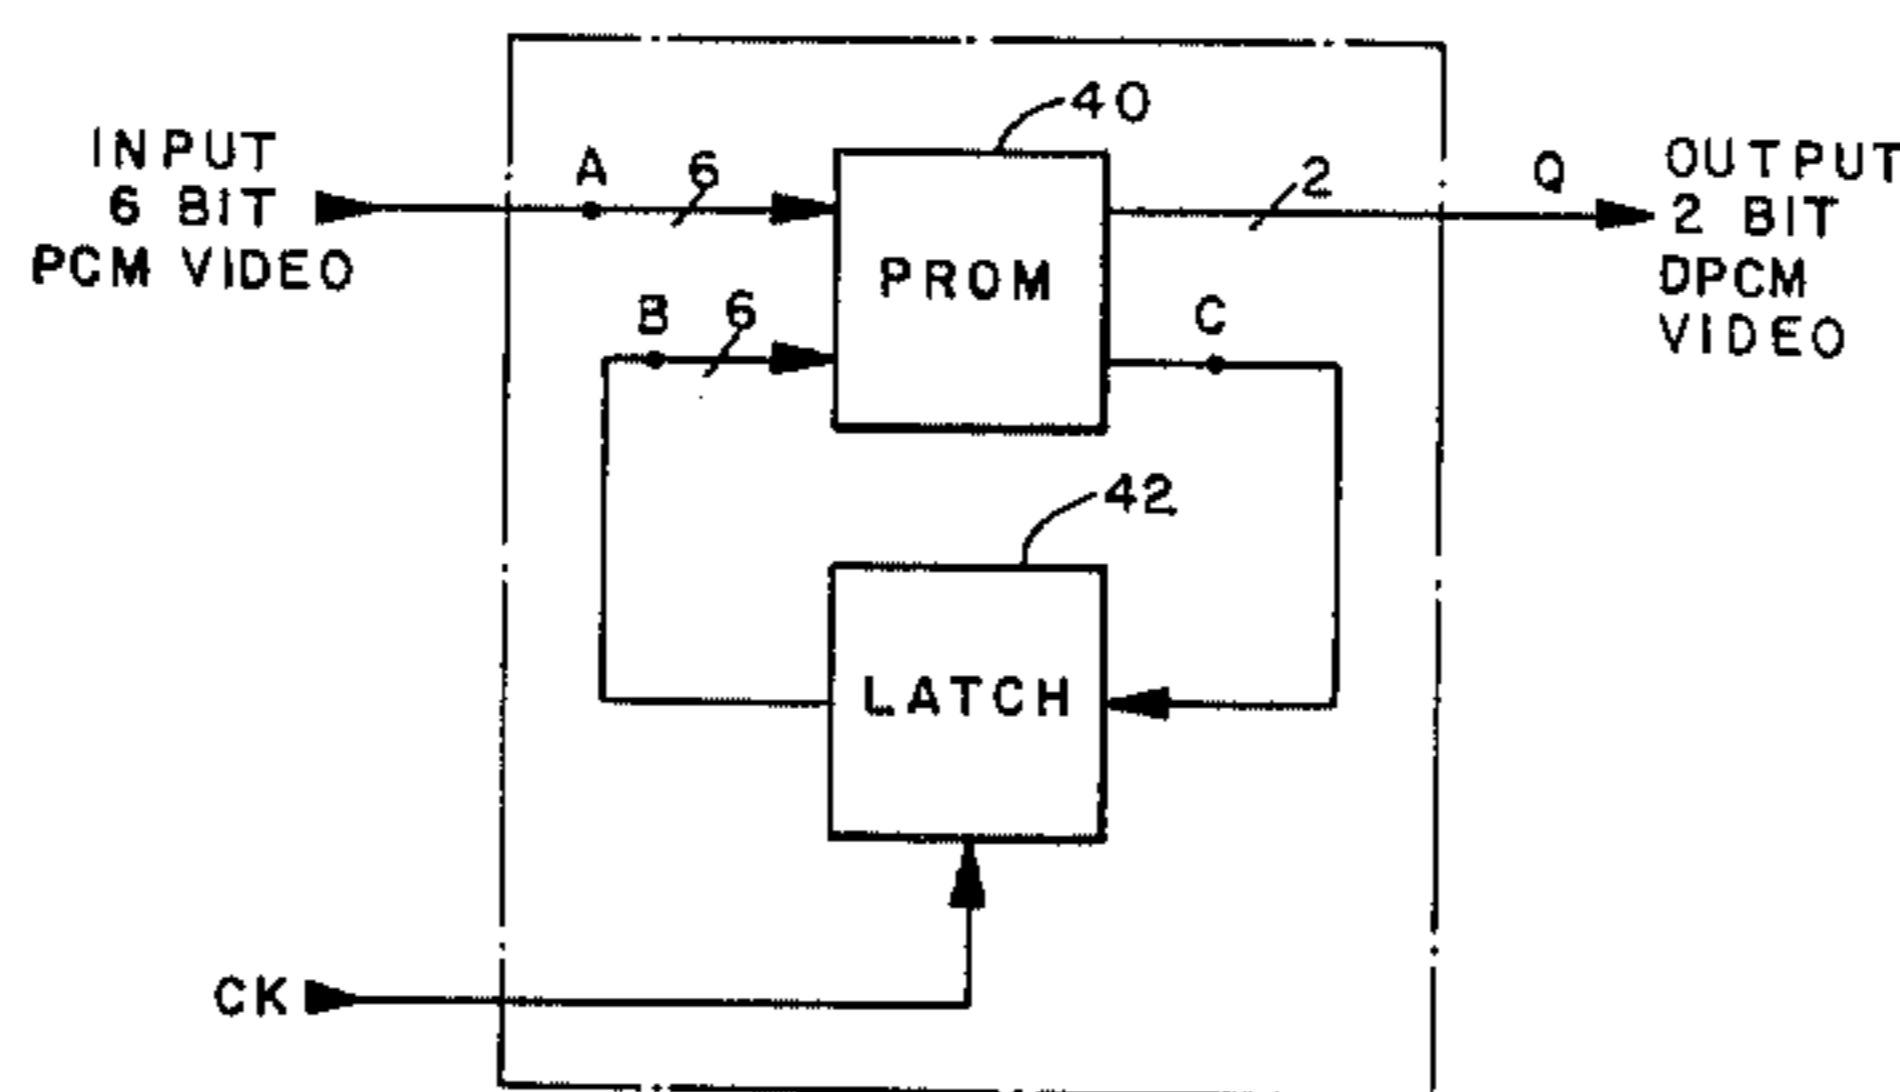 INPUT
6 BIT
PCM VIDEO
A
6
40
PROM
2
Q
OUTPUT
2 BIT
DPCM
VIDEO
B
6
C
42
LATCH
CK